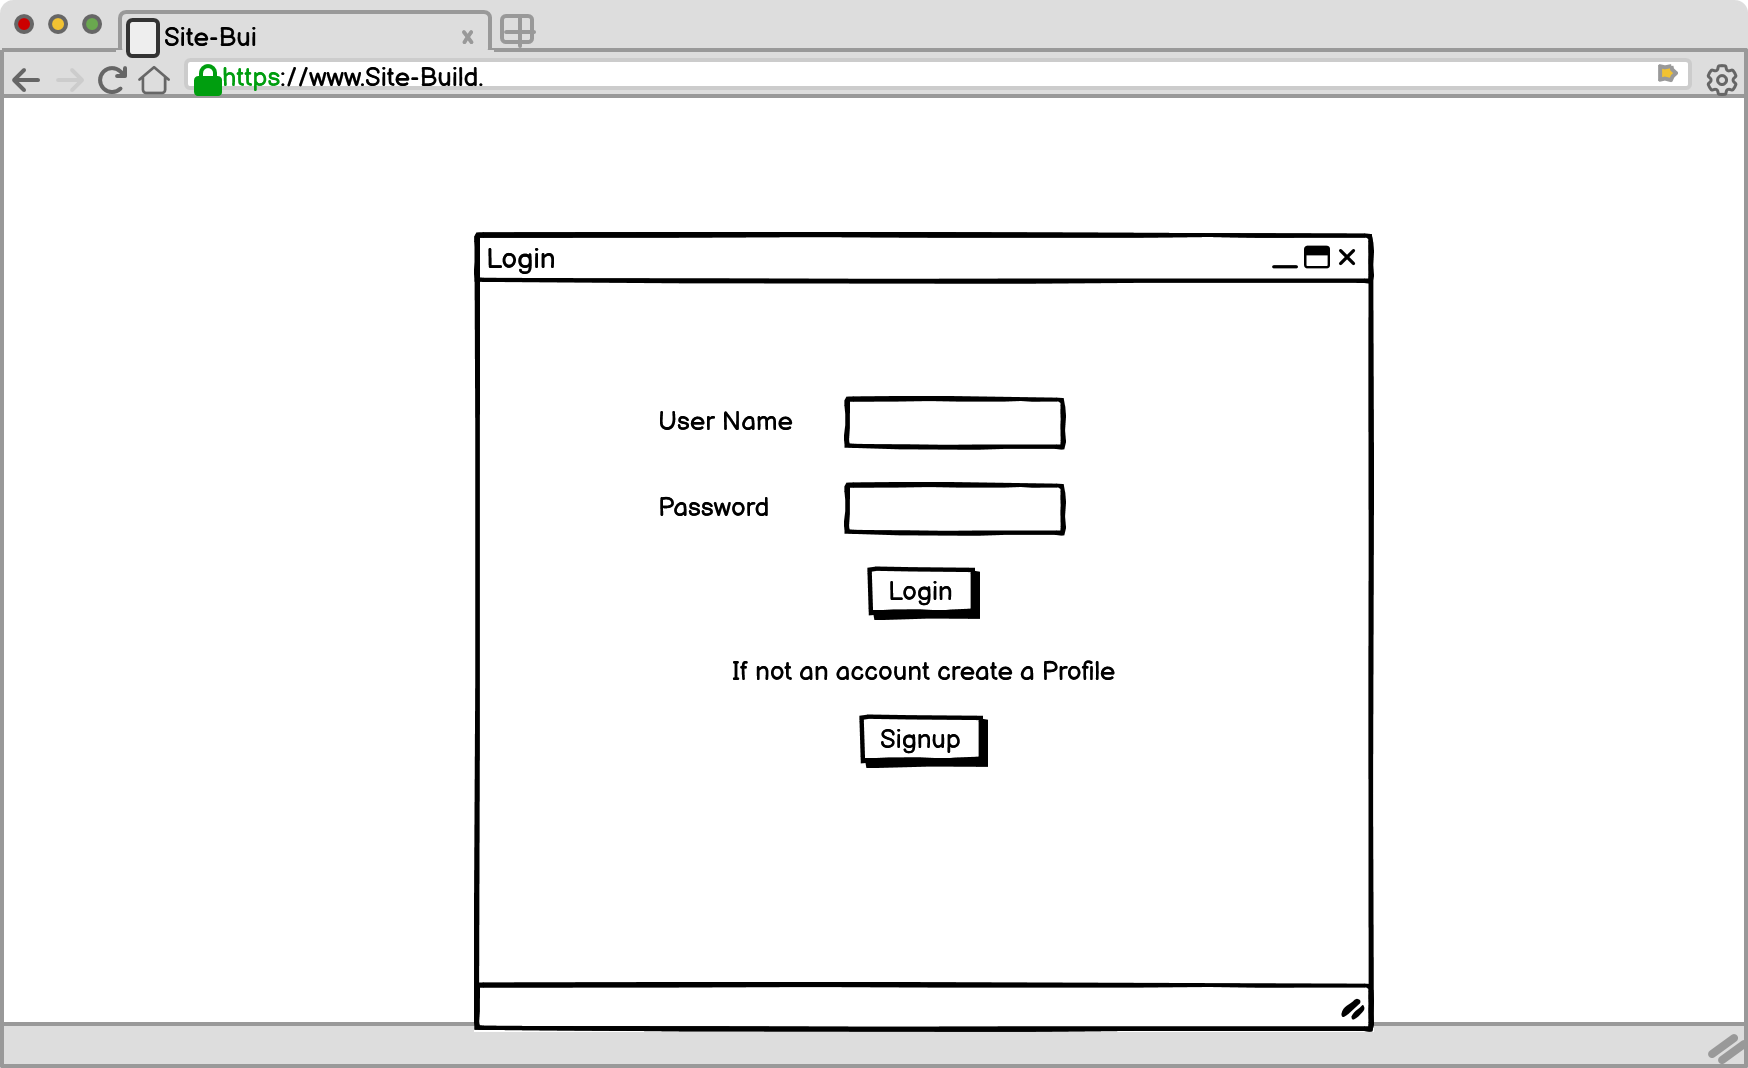 Site-Bui
https://www.Site-Build.
Login
User Name
Password
Login
If not an account create a Profile
Signup